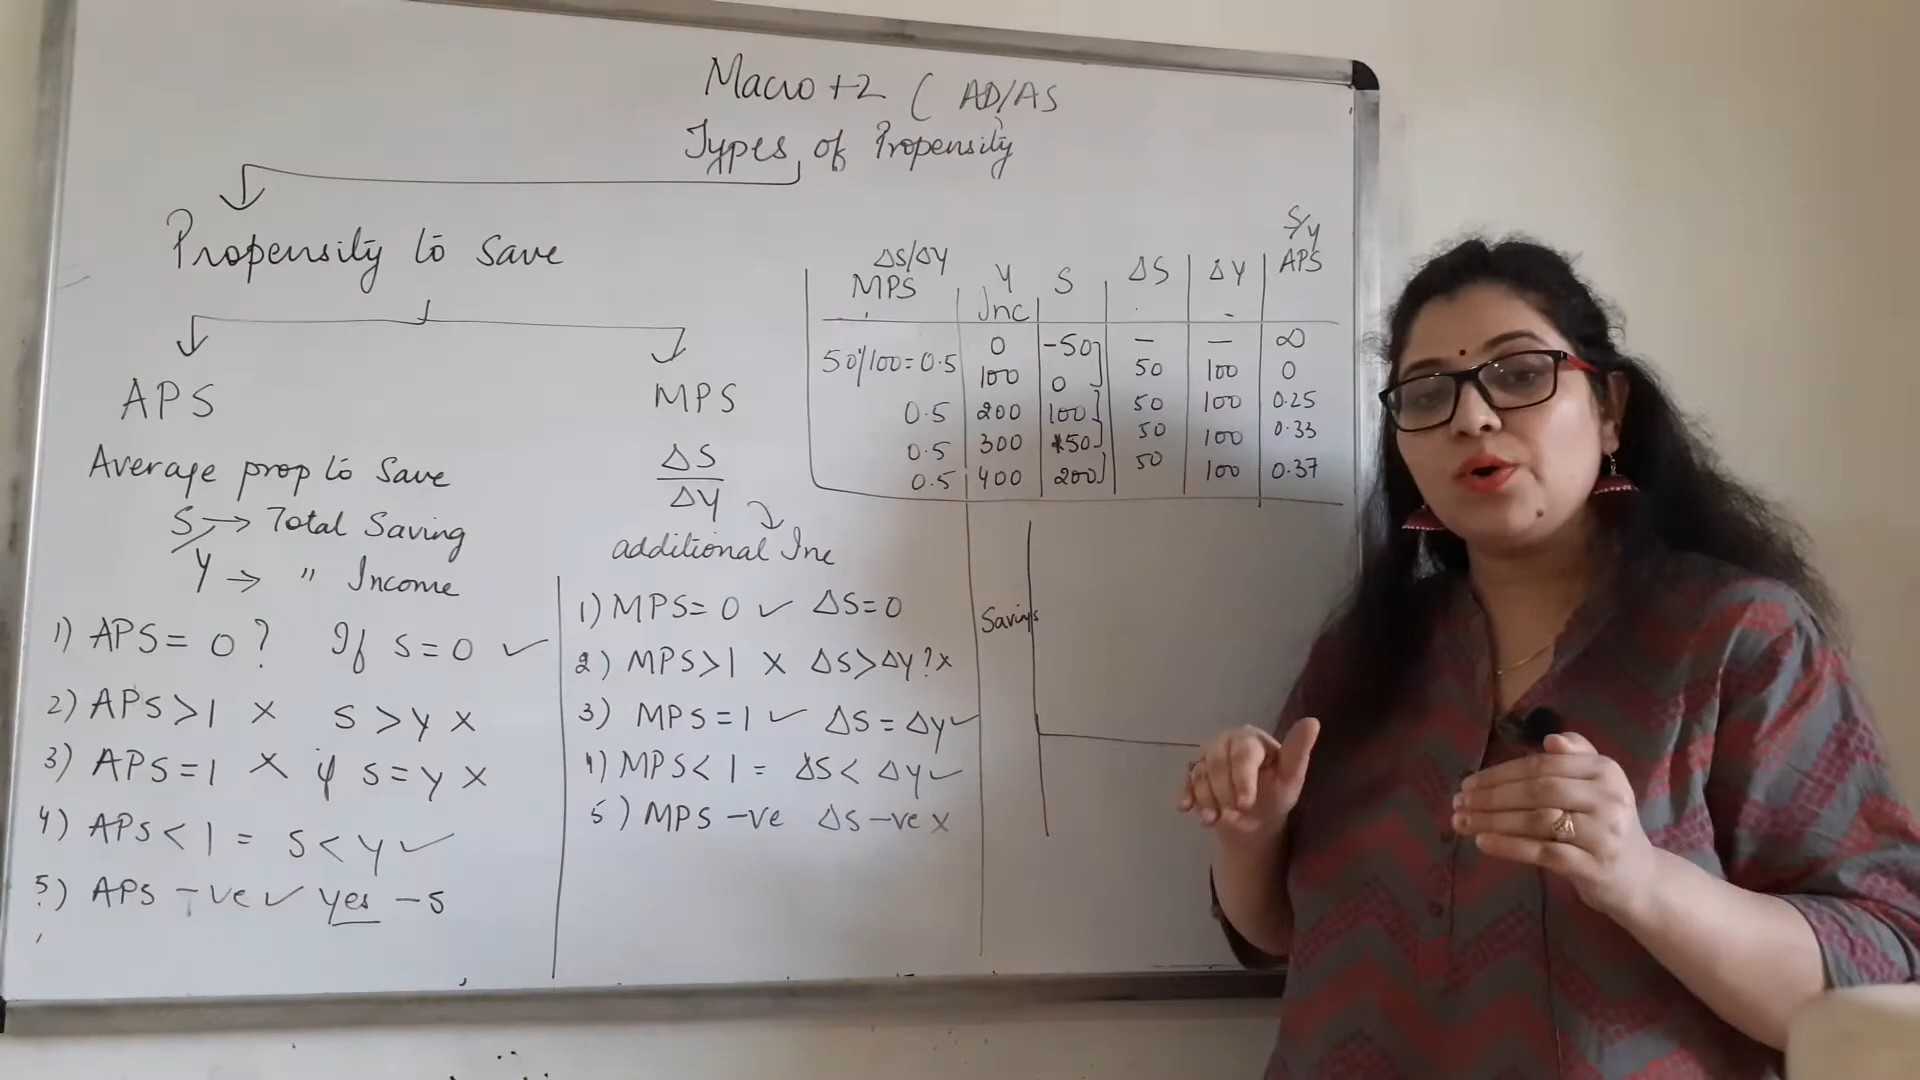 Macro +2 ( AD/AS
Types of Propensity
Propensity to save
APS
Average prop to save
S → Total Saving
Y → " Income
1) APS = 0 ? If S = 0 ✓
2) APS > 1 × S > Y ×
3) APS = 1 × if S = Y ×
4) APS < 1 = S < Y ✓
5) APS -ve ✓ yes - S
MPS
ΔS
ΔY
additional Inc
1) MPS = 0 ✓ ΔS = 0
2) MPS > 1 × ΔS > ΔY ? ×
3) MPS = 1 ✓ ΔS = ΔY ✓
4) MPS < 1 = ΔS < ΔY ✓
5) MPS -ve ΔS -ve ×
ΔS/ΔY Y S ΔS ΔY S/Y
MPS Inc APS
0 -50 — — ∞
50/100 = 0.5 100 0 50 100 0
0.5 200 100 50 100 0.25
0.5 300 150 50 100 0.33
0.5 400 200 50 100 0.37
Savings